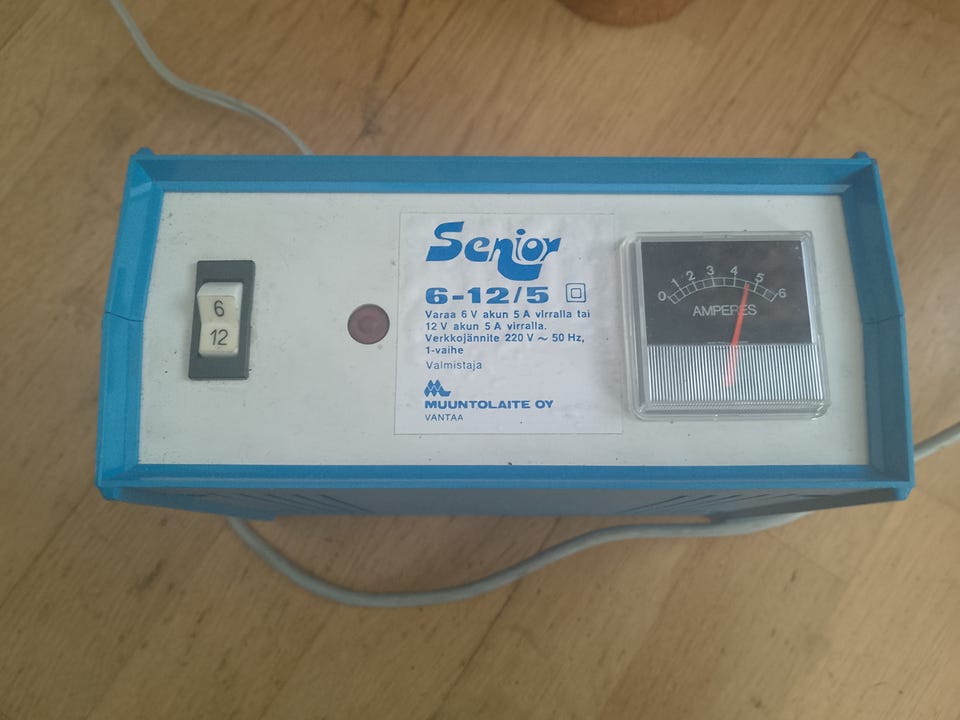 6
12
Senior
6-12/5
Varaa 6 V akun 5 A virralla tai
12 V akun 5 A virralla.
Verkkojännite 220 V ~ 50 Hz,
1-vaihe
Valmistaja
MUUNTOLAITE OY
VANTAA
0 1 2 3 4 5 6
AMPERES